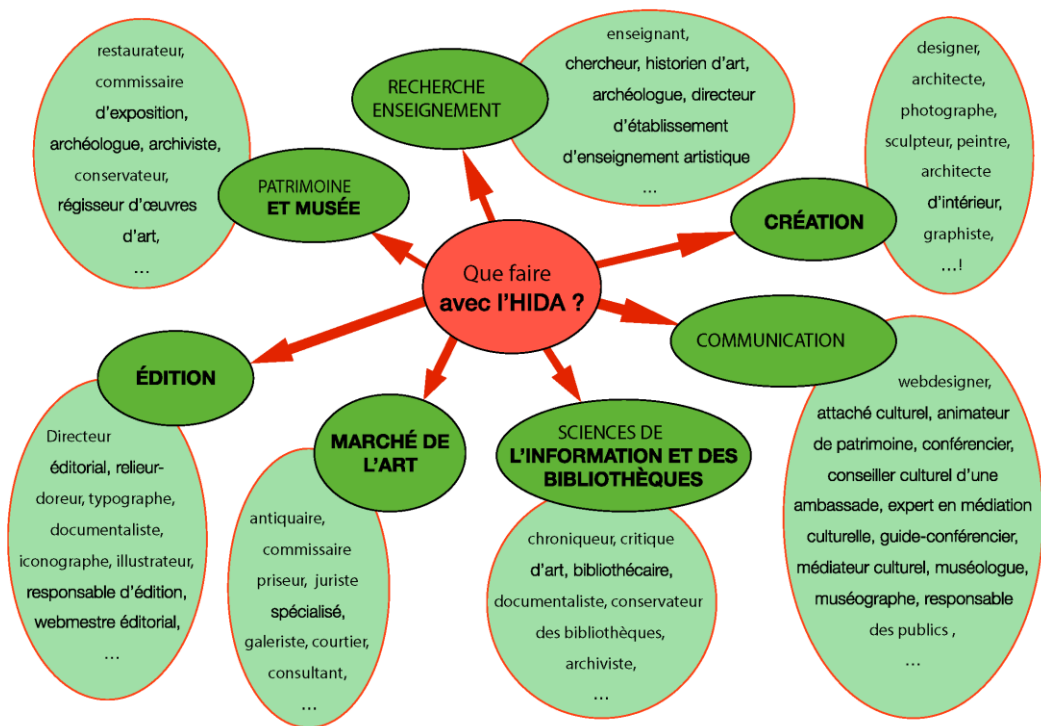 Que faire
avec l'HIDA ?
PATRIMOINE
ET MUSÉE
restaurateur,
commissaire
d'exposition,
archéologue, archiviste,
conservateur,
régisseur d'œuvres
d'art,
...
RECHERCHE
ENSEIGNEMENT
enseignant,
chercheur, historien d'art,
archéologue, directeur
d'établissement
d'enseignement artistique
...
CRÉATION
designer,
architecte,
photographe,
sculpteur, peintre,
architecte
d'intérieur,
graphiste,
...!
COMMUNICATION
webdesigner,
attaché culturel, animateur
de patrimoine, conférencier,
conseiller culturel d'une
ambassade, expert en médiation
culturelle, guide-conférencier,
médiateur culturel, muséologue,
muséographe, responsable
des publics ,
...
SCIENCES DE
L'INFORMATION ET DES
BIBLIOTHÈQUES
chroniqueur, critique
d'art, bibliothécaire,
documentaliste, conservateur
des bibliothèques,
archiviste,
...
MARCHÉ DE
L'ART
antiquaire,
commissaire
priseur, juriste
spécialisé,
galeriste, courtier,
consultant,
...
ÉDITION
Directeur
éditorial, relieur-
doreur, typographe,
documentaliste,
iconographe, illustrateur,
responsable d'édition,
webmestre éditorial,
...